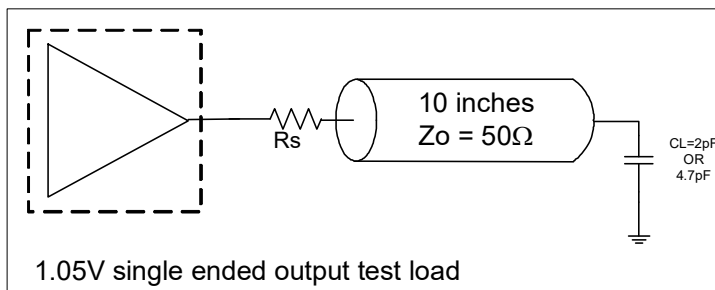 10 inches
Zo = 50Ω
Rs
CL=2pF
OR
4.7pF
1.05V single ended output test load